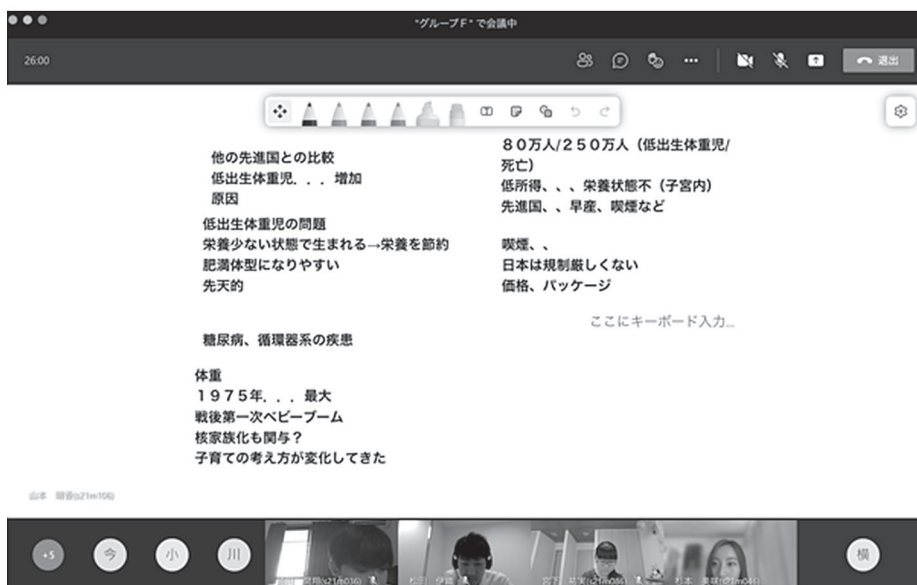 "グループF" で会議中
26:00
退出
他の先進国との比較
低出生体重児．．．増加
原因
低出生体重児の問題
栄養少ない状態で生まれる→栄養を節約
肥満体型になりやすい
先天的
糖尿病、循環器系の疾患
体重
１９７５年．．．最大
戦後第一次ベビーブーム
核家族化も関与？
子育ての考え方が変化してきた
８０万人/２５０万人（低出生体重児/
死亡）
低所得、、、栄養状態不（子宮内）
先進国、、早産、喫煙など
喫煙、、
日本は規制厳しくない
価格、パッケージ
ここにキーボード入力_
山本 (s21m106)
+5
今
小
川
横